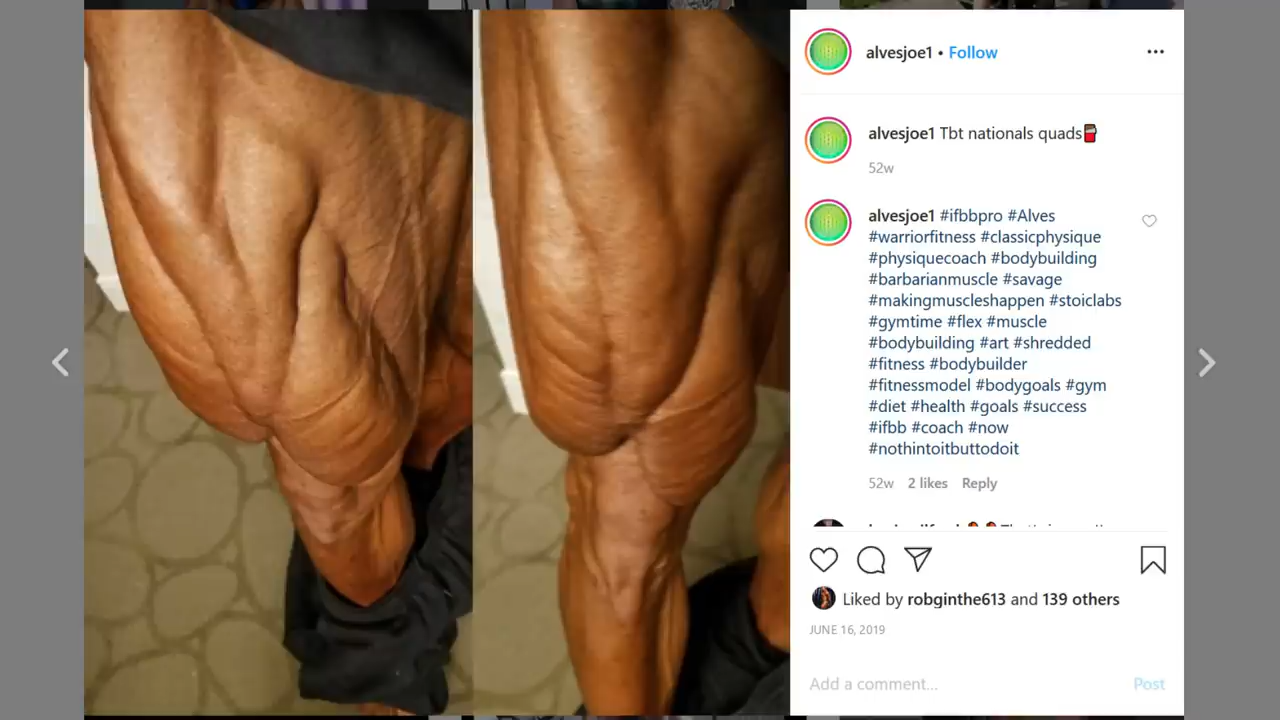 alvesjoe1 • Follow
alvesjoe1 Tbt nationals quads
52w
alvesjoe1 #ifbbpro #Alves
#warriorfitness #classicphysique
#physiquecoach #bodybuilding
#barbarianmuscle #savage
#makingmuscleshappen #stoiclabs
#gymtime #flex #muscle
#bodybuilding #art #shredded
#fitness #bodybuilder
#fitnessmodel #bodygoals #gym
#diet #health #goals #success
#ifbb #coach #now
#nothintoitbuttodoit
52w 2 likes Reply
Liked by robginthe613 and 139 others
JUNE 16, 2019
Add a comment... Post